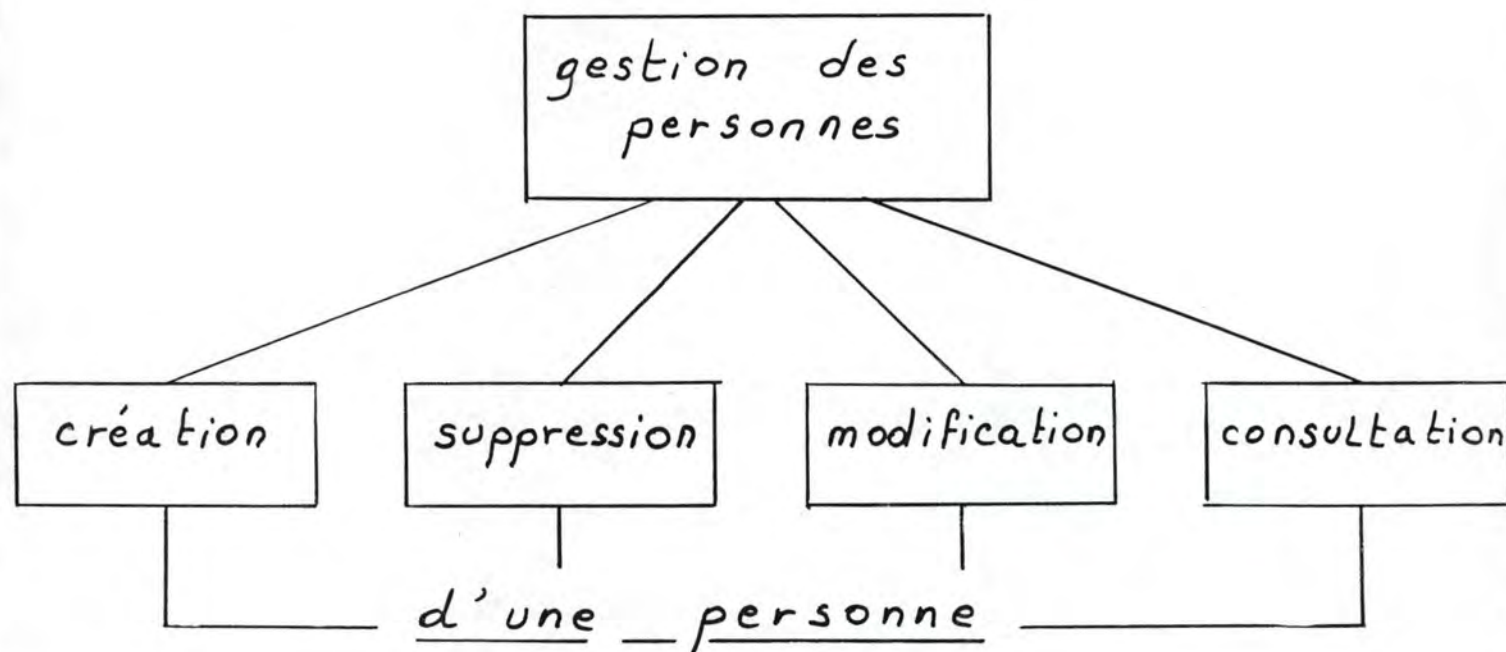 gestion des
personnes
création
suppression
modification
consultation
d'une personne